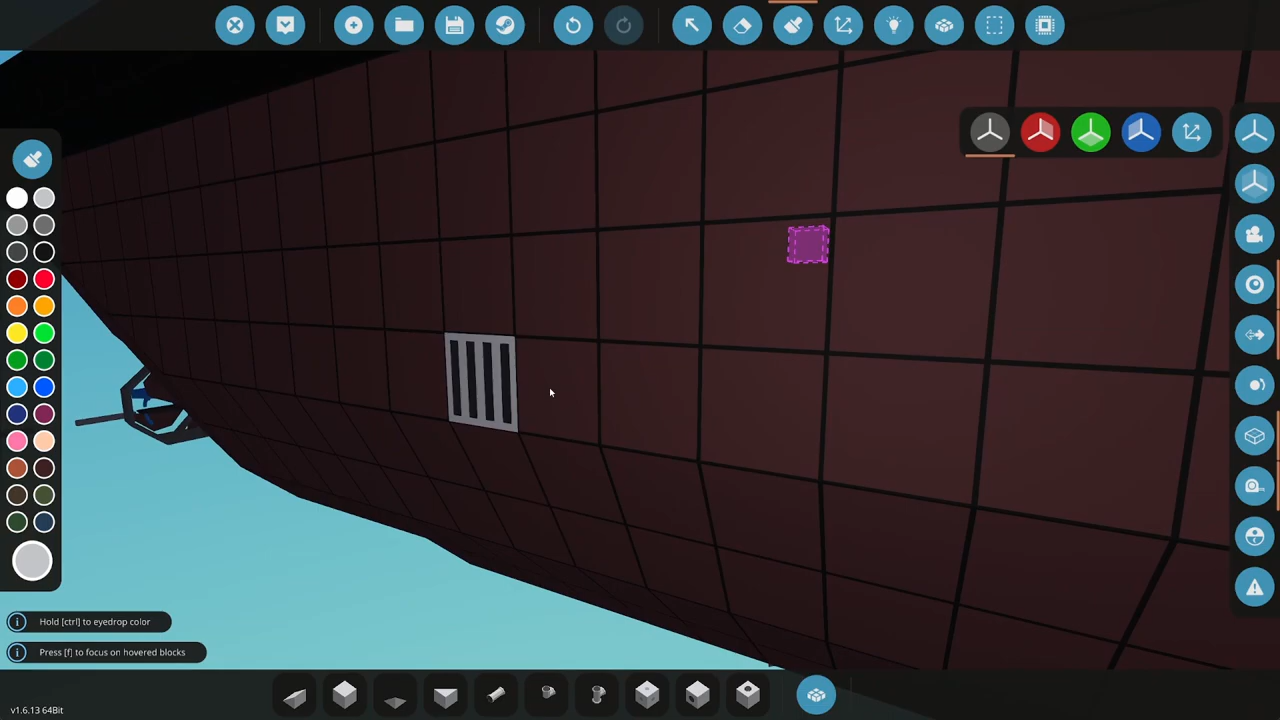 Hold [ctrl] to eyedrop color
Press [f] to focus on hovered blocks
v1.6.13 64Bit